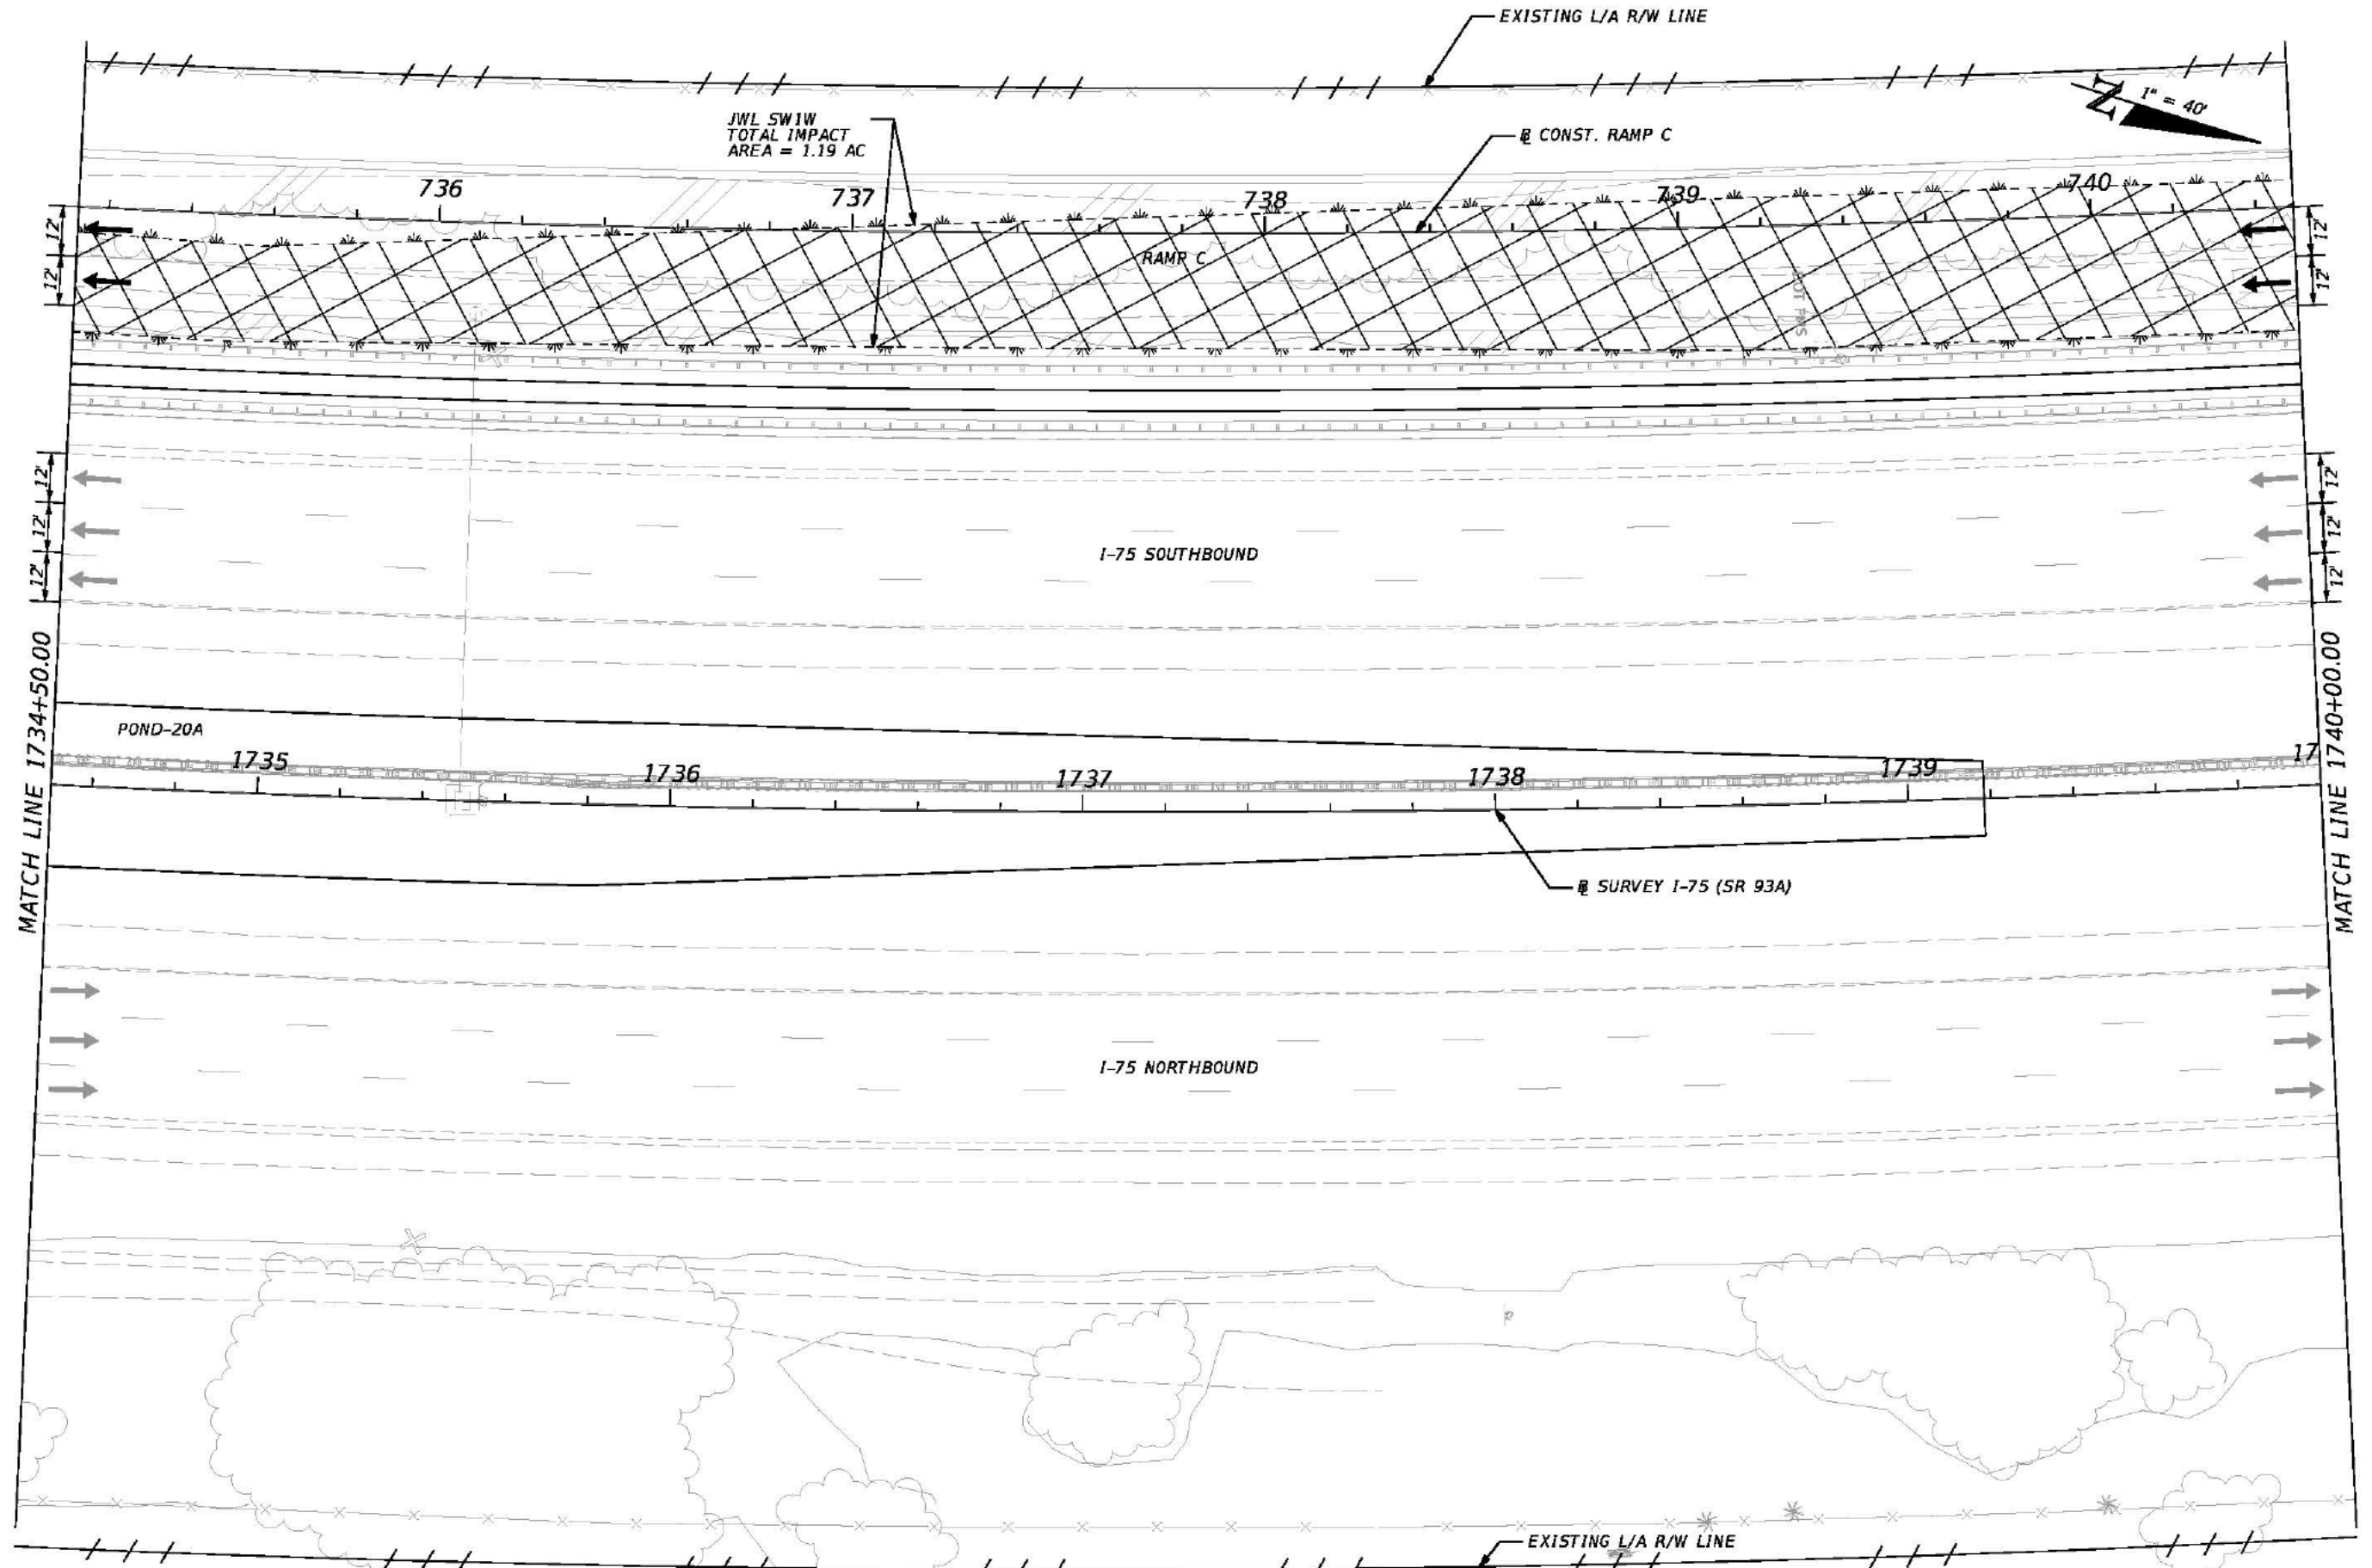 EXISTING L/A R/W LINE
1" = 40'
N
JWL SW1W
TOTAL IMPACT
AREA = 1.19 AC
℄ CONST. RAMP C
736
737
738
739
740
12'
12'
12'
12'
RAMP C
12'
12'
12'
12'
12'
12'
I-75 SOUTHBOUND
MATCH LINE 1734+50.00
MATCH LINE 1740+00.00
POND-20A
1735
1736
1737
1738
1739
17
℄ SURVEY I-75 (SR 93A)
I-75 NORTHBOUND
EXISTING L/A R/W LINE